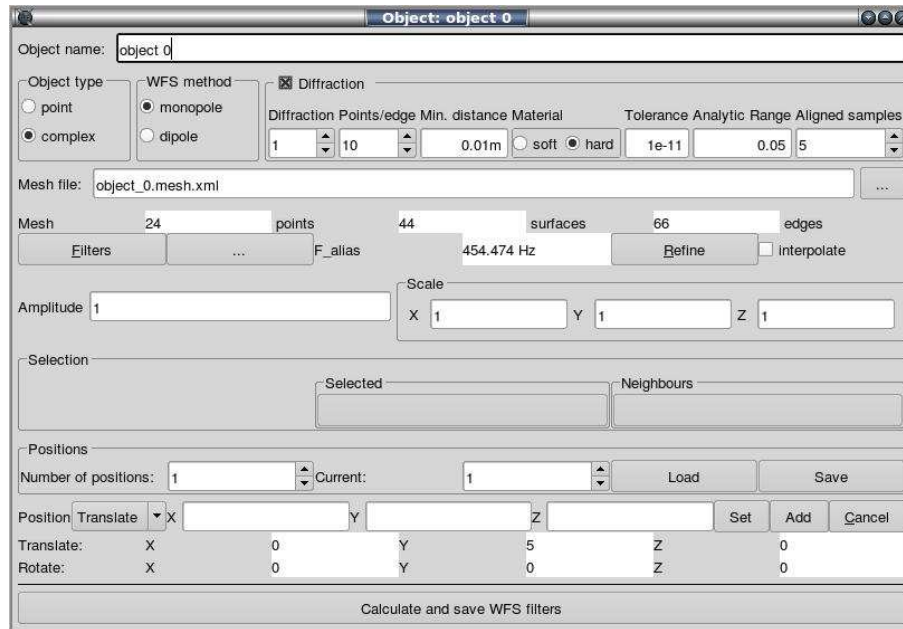 Object: object 0
Object name: object 0
Object type WFS method Diffraction
point monopole
complex dipole
Diffraction Points/edge Min. distance Material Tolerance Analytic Range Aligned samples
1 10 0.01m soft hard 1e-11 0.05 5
Mesh file: object_0.mesh.xml ...
Mesh 24 points 44 surfaces 66 edges
Filters ... F_alias 454.474 Hz Refine interpolate
Scale
Amplitude 1 X 1 Y 1 Z 1
Selection
Selected Neighbours
Positions
Number of positions: 1 Current: 1 Load Save
Position Translate X Y Z Set Add Cancel
Translate: X 0 Y 5 Z 0
Rotate: X 0 Y 0 Z 0
Calculate and save WFS filters